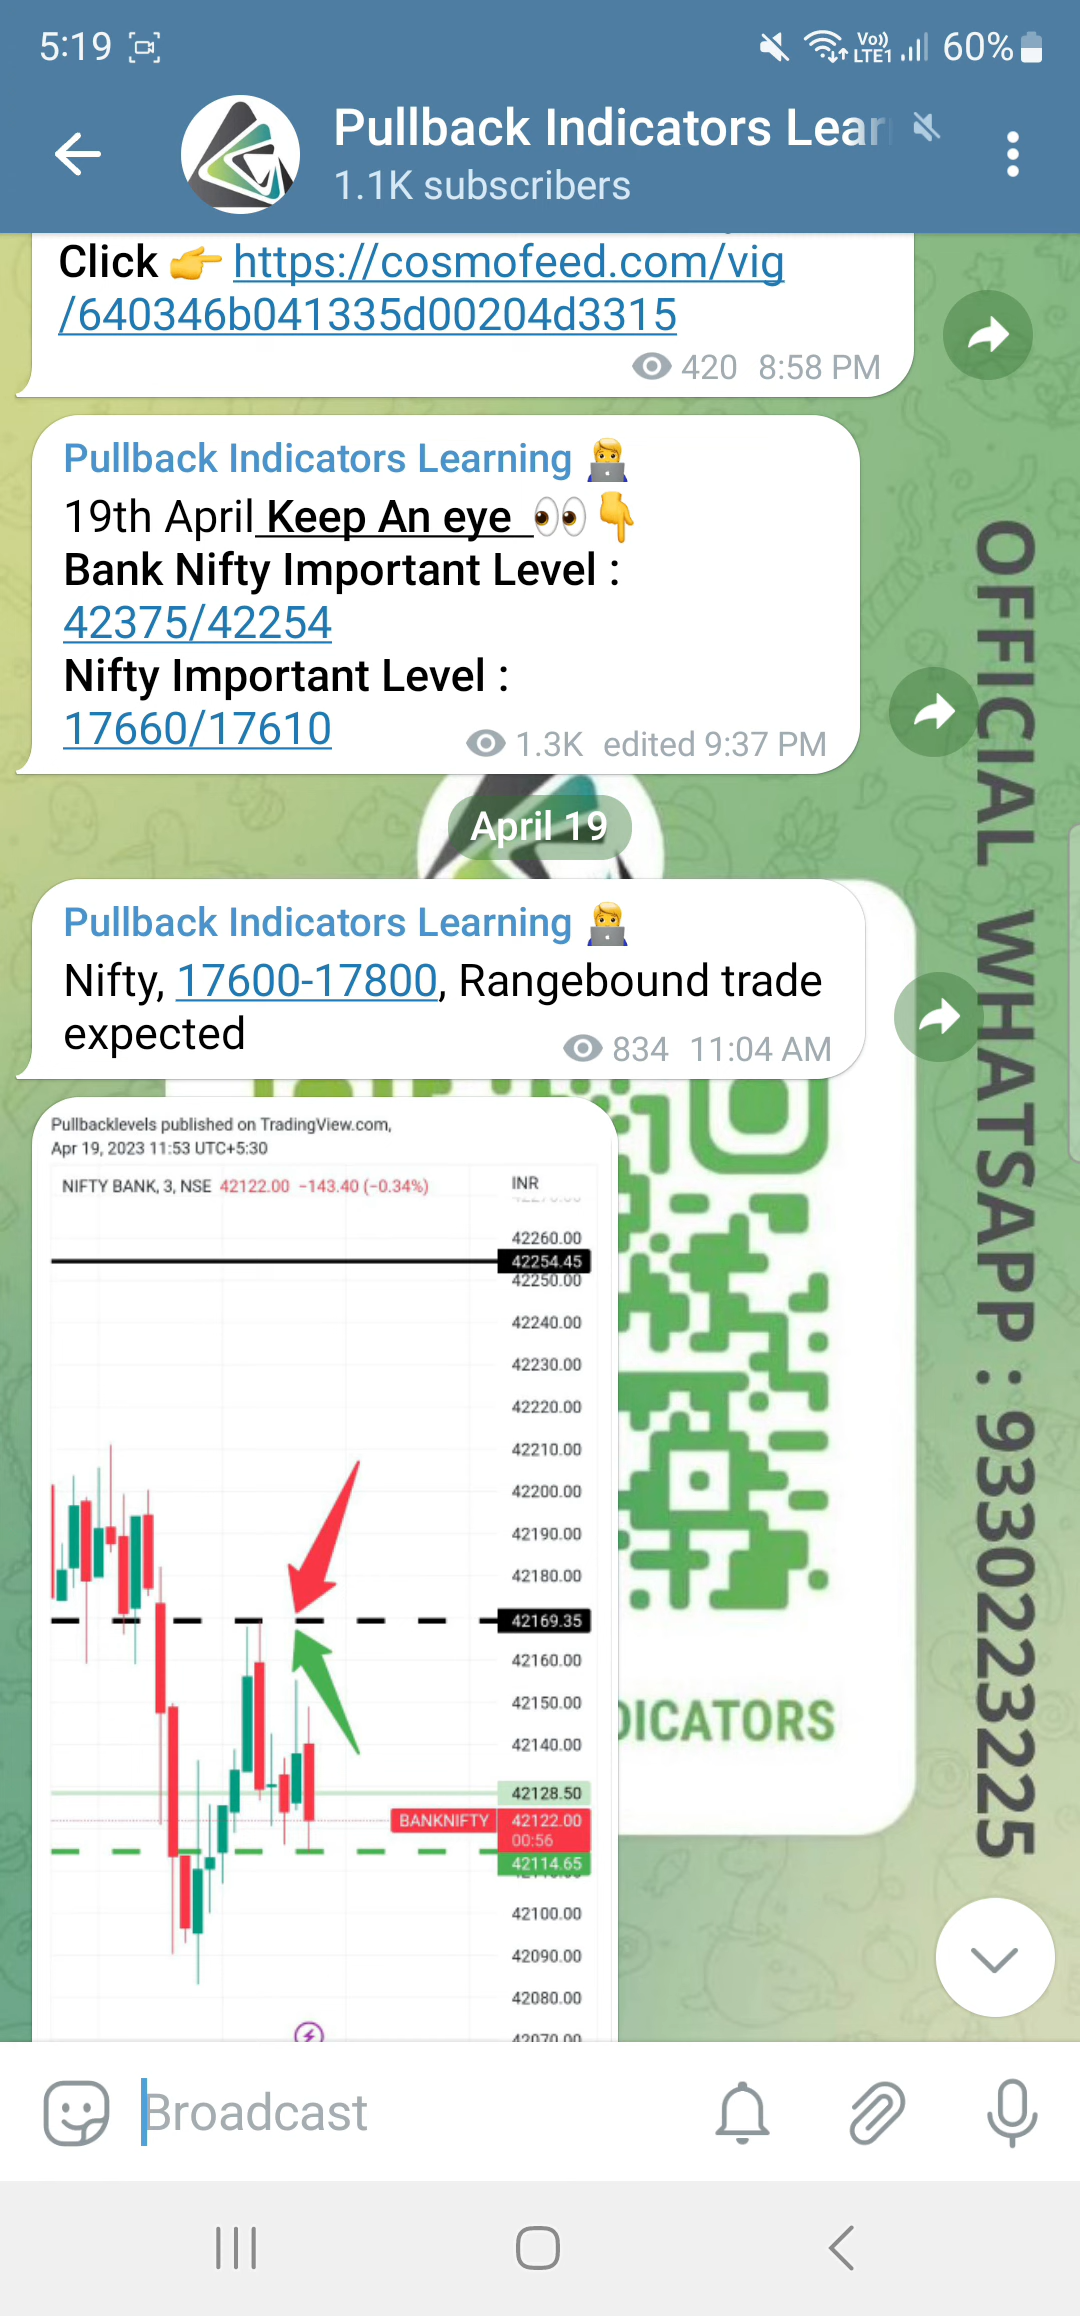 5:19
Vo))
LTE1
60%
Pullback Indicators Lear
1.1K subscribers
Click 👉 https://cosmofeed.com/vig
/640346b041335d00204d3315
420 8:58 PM
Pullback Indicators Learning 🧑‍💻
19th April Keep An eye 👀👇
Bank Nifty Important Level :
42375/42254
Nifty Important Level :
17660/17610
1.3K edited 9:37 PM
April 19
Pullback Indicators Learning 🧑‍💻
Nifty, 17600-17800, Rangebound trade
expected
834 11:04 AM
Pullbacklevels published on TradingView.com,
Apr 19, 2023 11:53 UTC+5:30
NIFTY BANK, 3, NSE 42122.00 −143.40 (−0.34%)
INR
42260.00
42254.45
42250.00
42240.00
42230.00
42220.00
42210.00
42200.00
42190.00
42180.00
42169.35
42160.00
42150.00
42140.00
42128.50
BANKNIFTY 42122.00
00:56
42114.65
42100.00
42090.00
42080.00
42070.00
DICATORS
OFFICIAL WHATSAPP : 9330223225
Broadcast